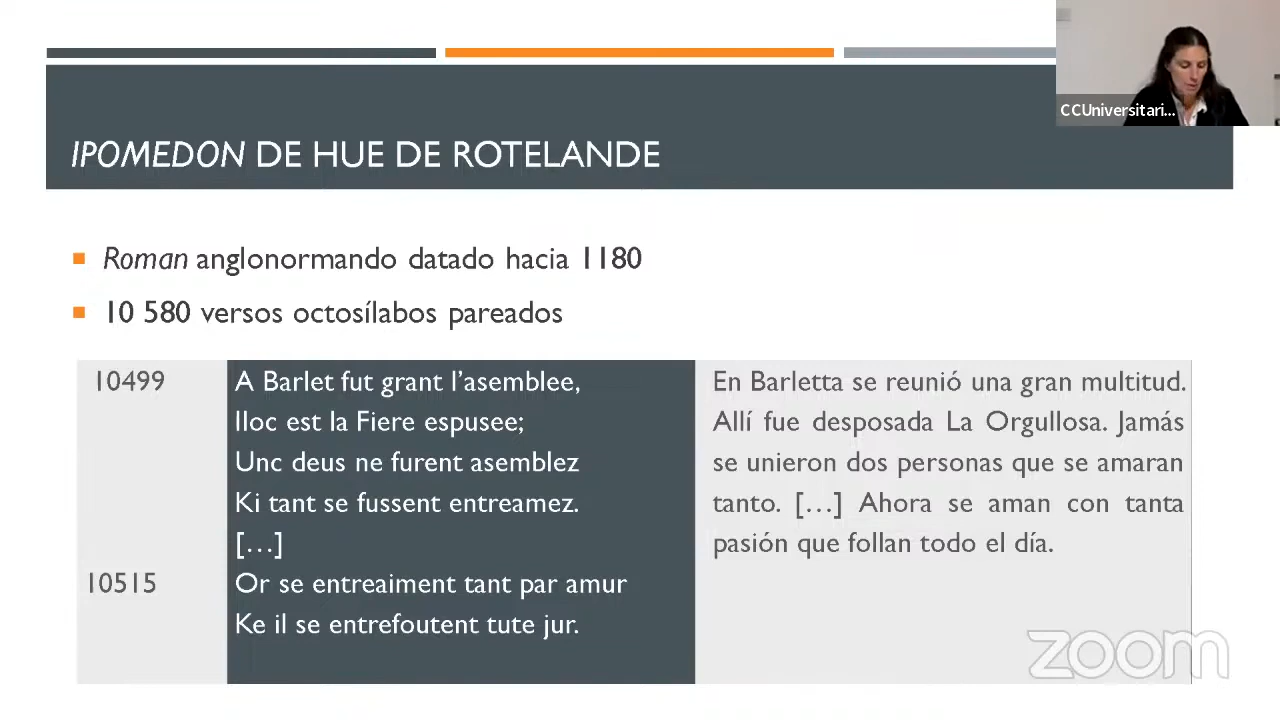 CCUniversitari...
IPOMEDON DE HUE DE ROTELANDE
Roman anglonormando datado hacia 1180
10 580 versos octosílabos pareados
10499
A Barlet fut grant l’asemblee,
Iloc est la Fiere espusee;
Unc deus ne furent asemblez
Ki tant se fussent entreamez.
[…]
10515
Or se entreaiment tant par amur
Ke il se entrefoutent tute jur.
En Barletta se reunió una gran multitud.
Allí fue desposada La Orgullosa. Jamás
se unieron dos personas que se amaran
tanto. […] Ahora se aman con tanta
pasión que follan todo el día.
zoom